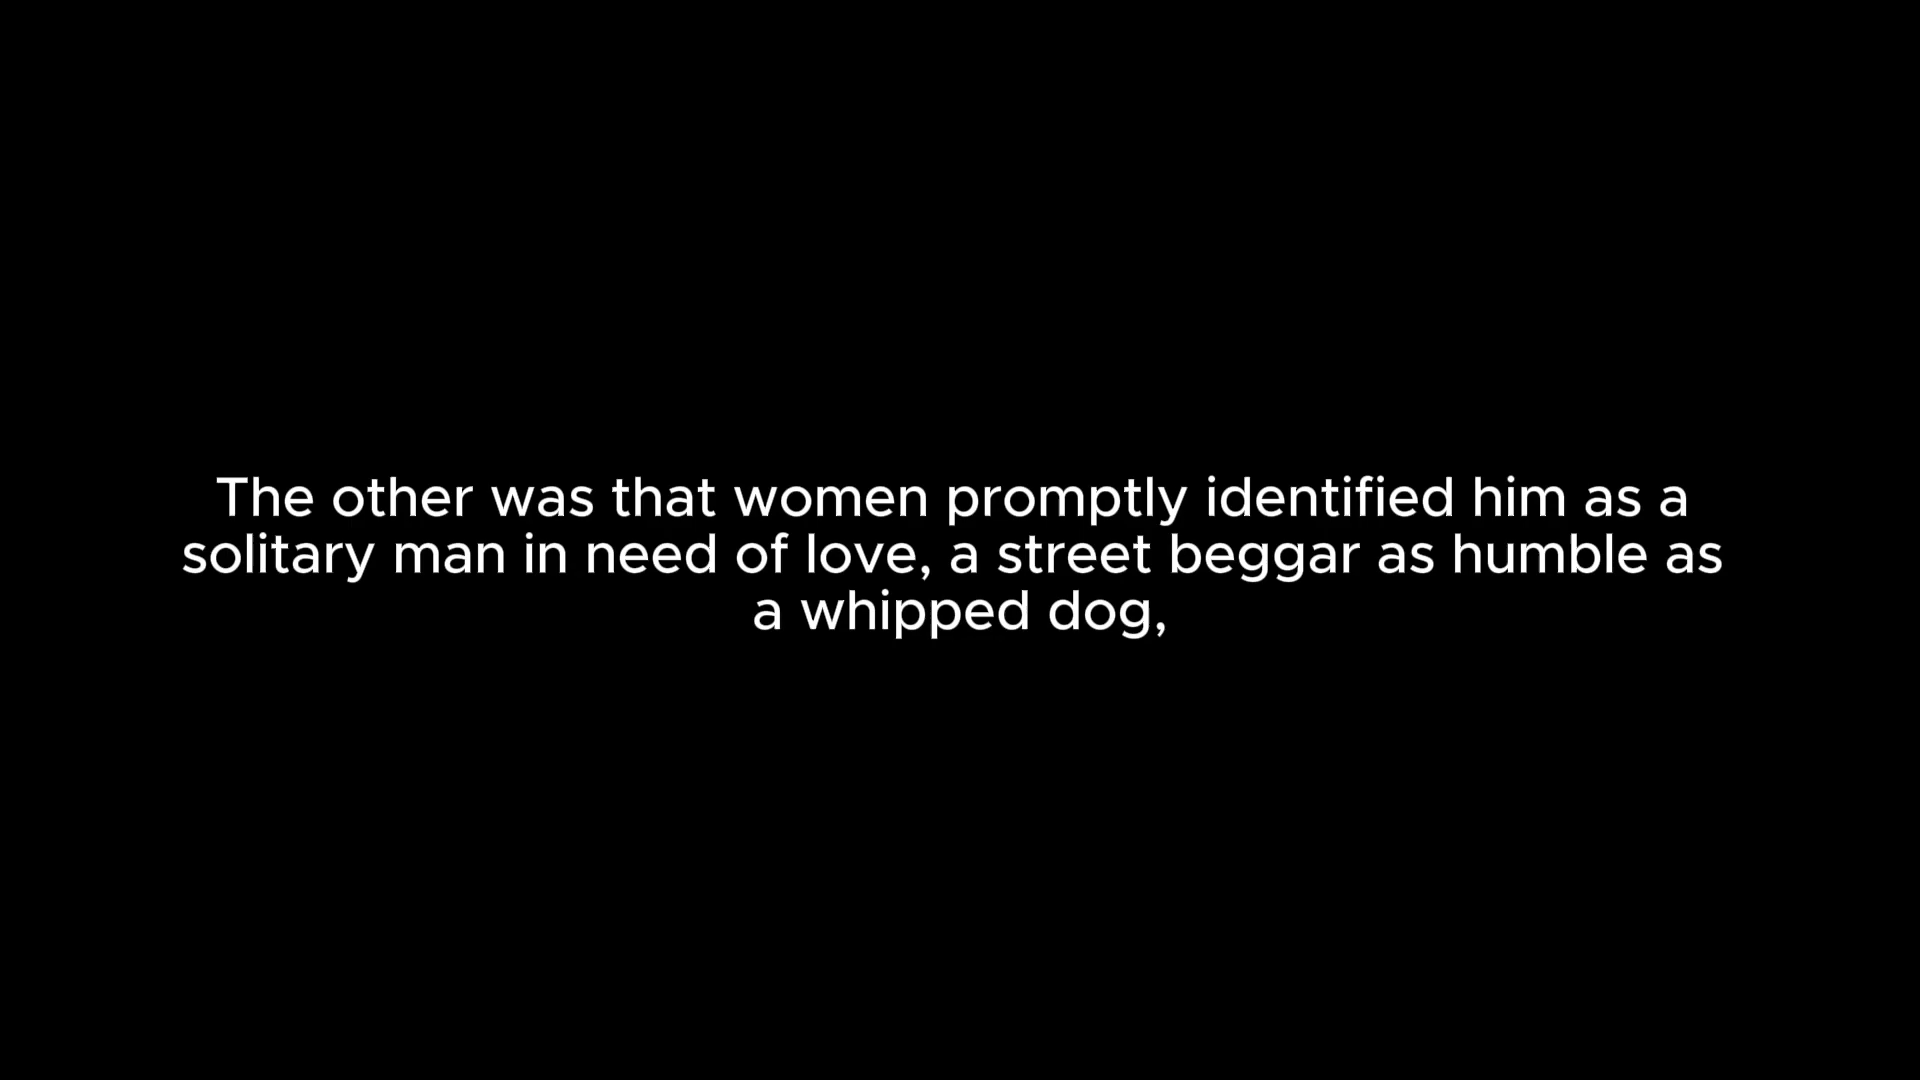 The other was that women promptly identified him as a
solitary man in need of love, a street beggar as humble as
a whipped dog,